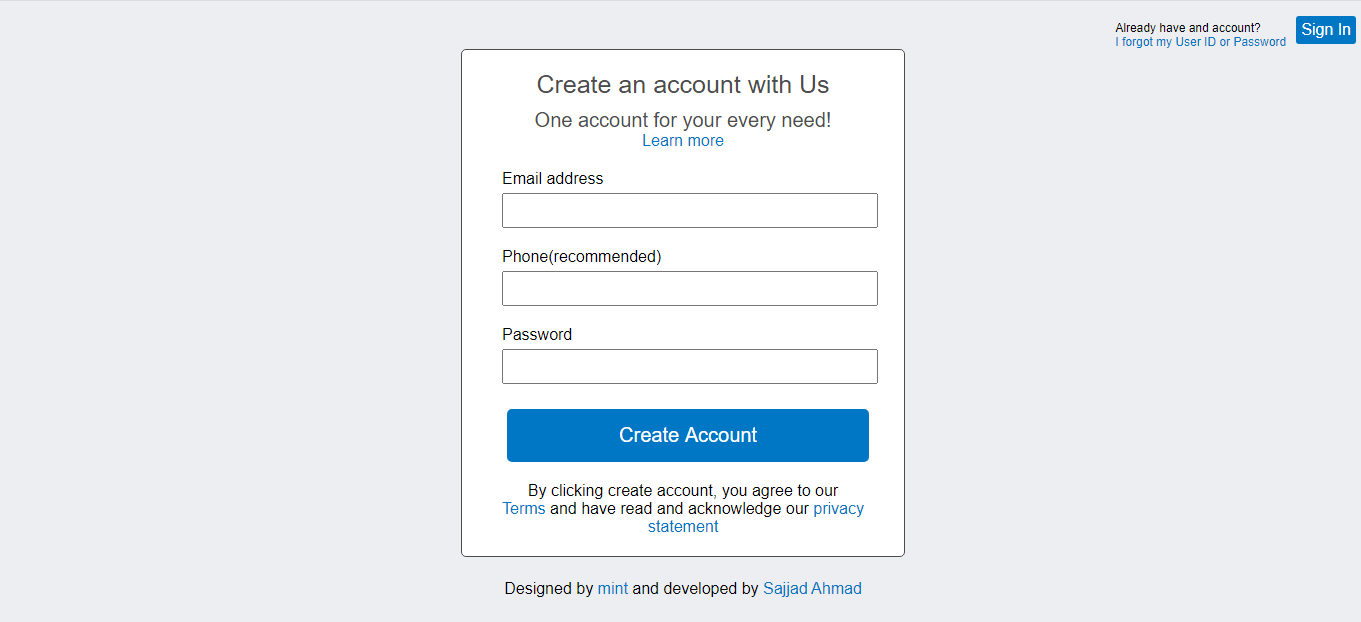 Already have and account?
I forgot my User ID or Password
Sign In
Create an account with Us
One account for your every need!
Learn more
Email address
Phone(recommended)
Password
Create Account
By clicking create account, you agree to our
Terms and have read and acknowledge our privacy
statement
Designed by mint and developed by Sajjad Ahmad